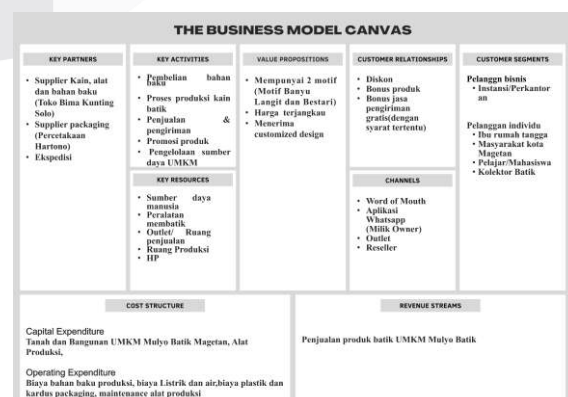 THE BUSINESS MODEL CANVAS
KEY PARTNERS
• Supplier Kain, alat
dan bahan baku
(Toko Bima Kunting
Solo)
• Supplier packaging
(Percetakaan
Hartono)
• Ekspedisi
KEY ACTIVITIES
• Pembelian bahan
baku
• Proses produksi kain
batik
• Penjualan &
pengiriman
• Promosi produk
• Pengelolaan sumber
daya UMKM
KEY RESOURCES
• Sumber daya
manusia
• Peralatan
membatik
• Outlet/ Ruang
penjualan
• Ruang Produksi
• HP
VALUE PROPOSITIONS
• Mempunyai 2 motif
(Motif Banyu
Langit dan Bestari)
• Harga terjangkau
• Menerima
customized design
CUSTOMER RELATIONSHIPS
• Diskon
• Bonus produk
• Bonus jasa
pengiriman
gratis(dengan
syarat tertentu)
CHANNELS
• Word of Mouth
• Aplikasi
Whatsapp
(Milik Owner)
• Outlet
• Reseller
CUSTOMER SEGMENTS
Pelanggn bisnis
• Instansi/Perkantor
an
Pelanggan individu
• Ibu rumah tangga
• Masyarakat kota
Magetan
• Pelajar/Mahasiswa
• Kolektor Batik
COST STRUCTURE
Capital Expenditure
Tanah dan Bangunan UMKM Mulyo Batik Magetan, Alat
Produksi,
Operating Expenditure
Biaya bahan baku produksi, biaya Listrik dan air,biaya plastik dan
kardus packaging, maintenance alat produksi
REVENUE STREAMS
Penjualan produk batik UMKM Mulyo Batik